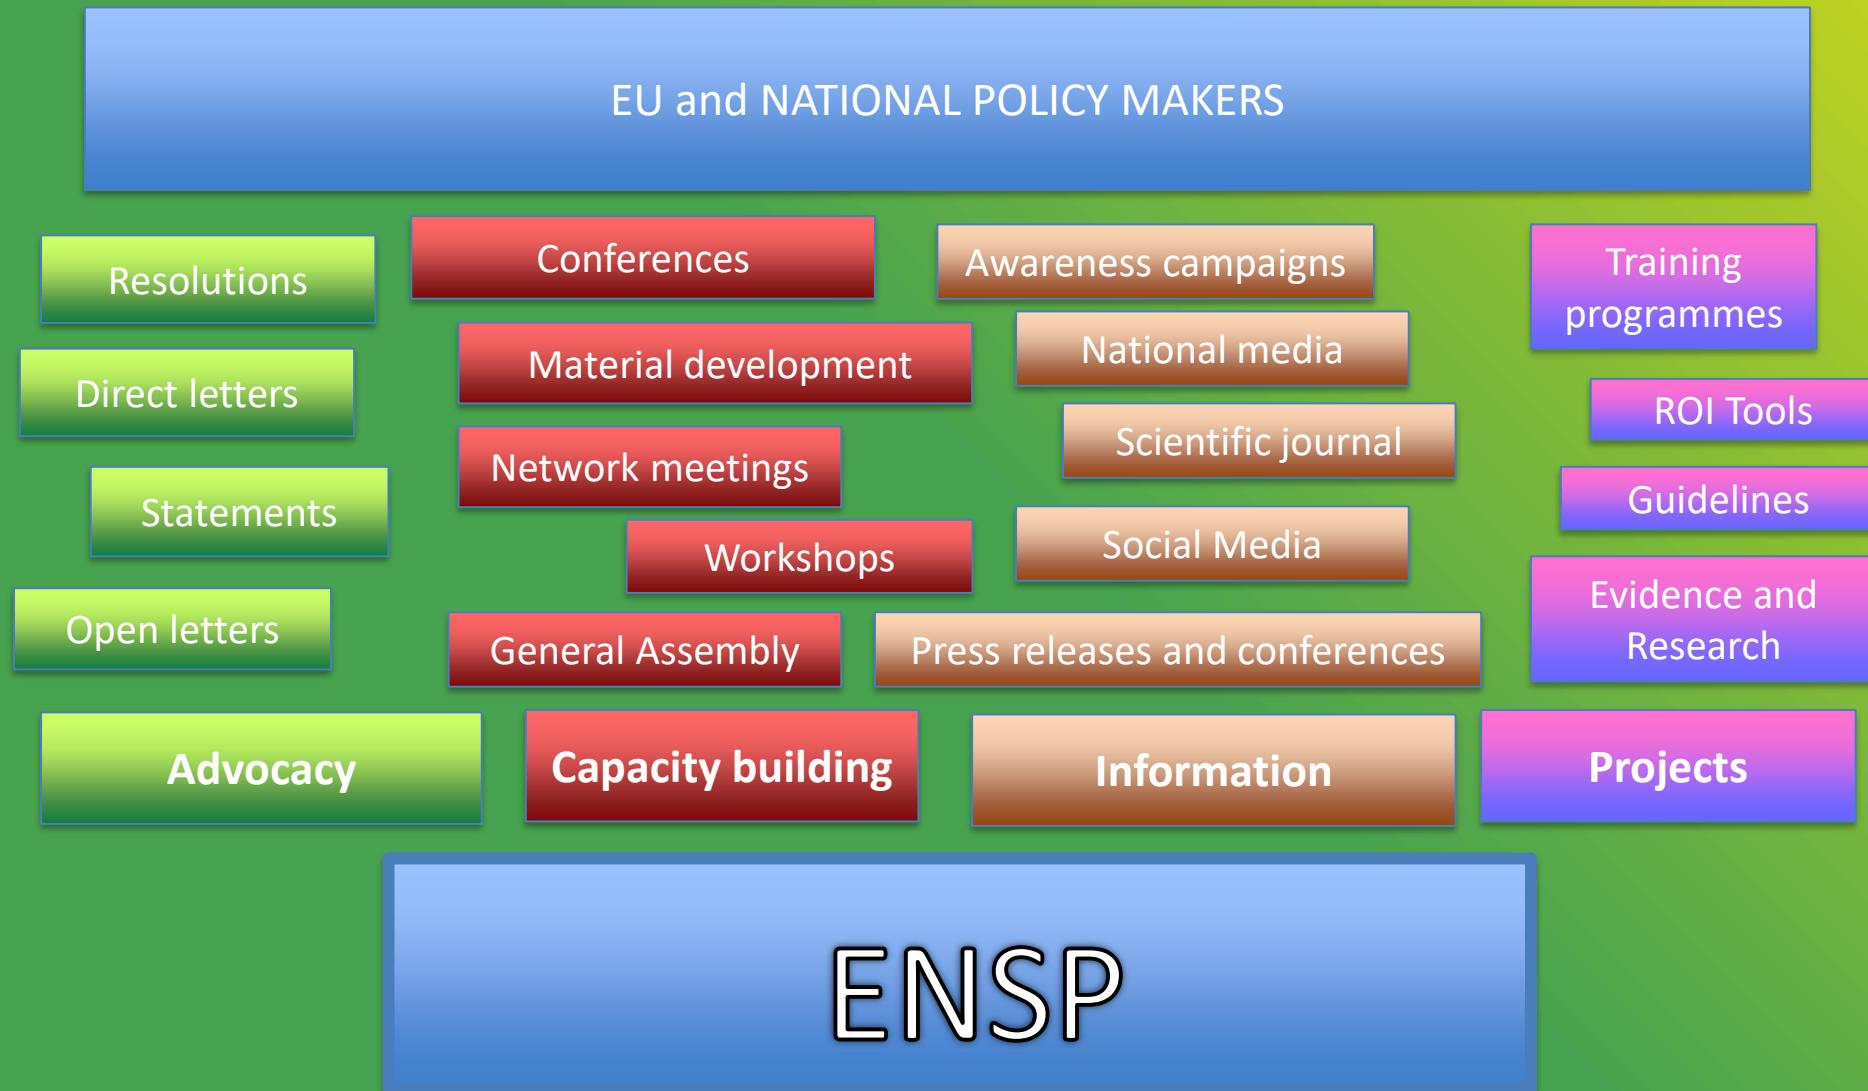 EU and NATIONAL POLICY MAKERS
Resolutions
Direct letters
Statements
Open letters
Advocacy
Conferences
Material development
Network meetings
Workshops
General Assembly
Capacity building
Awareness campaigns
National media
Scientific journal
Social Media
Press releases and conferences
Information
Training
programmes
ROI Tools
Guidelines
Evidence and
Research
Projects
ENSP